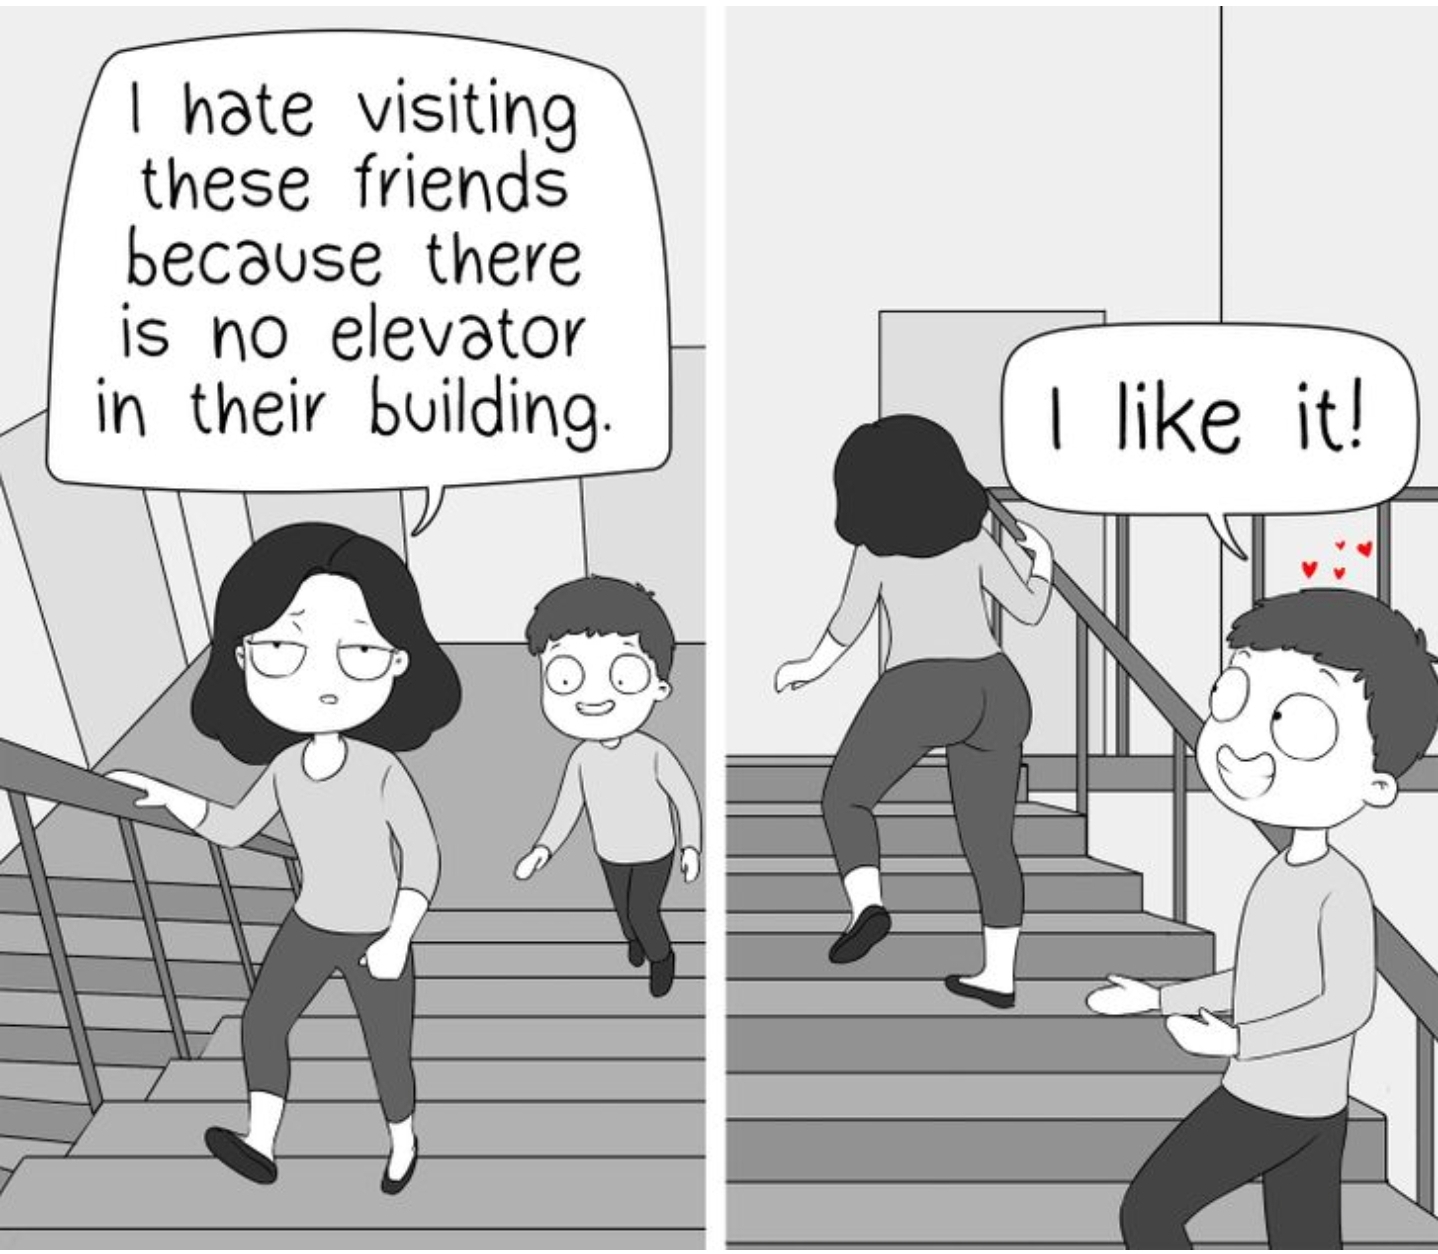 I hate visiting
these friends
because there
is no elevator
in their building.
I like it!